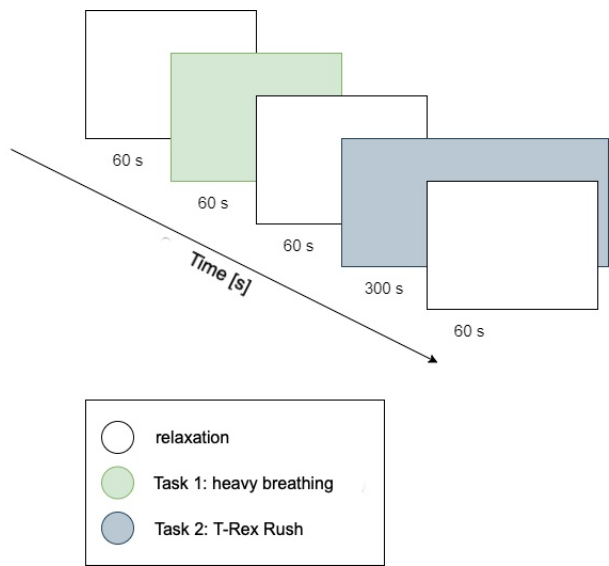 60 s
60 s
60 s
300 s
60 s
Time [s]
relaxation
Task 1: heavy breathing
Task 2: T-Rex Rush